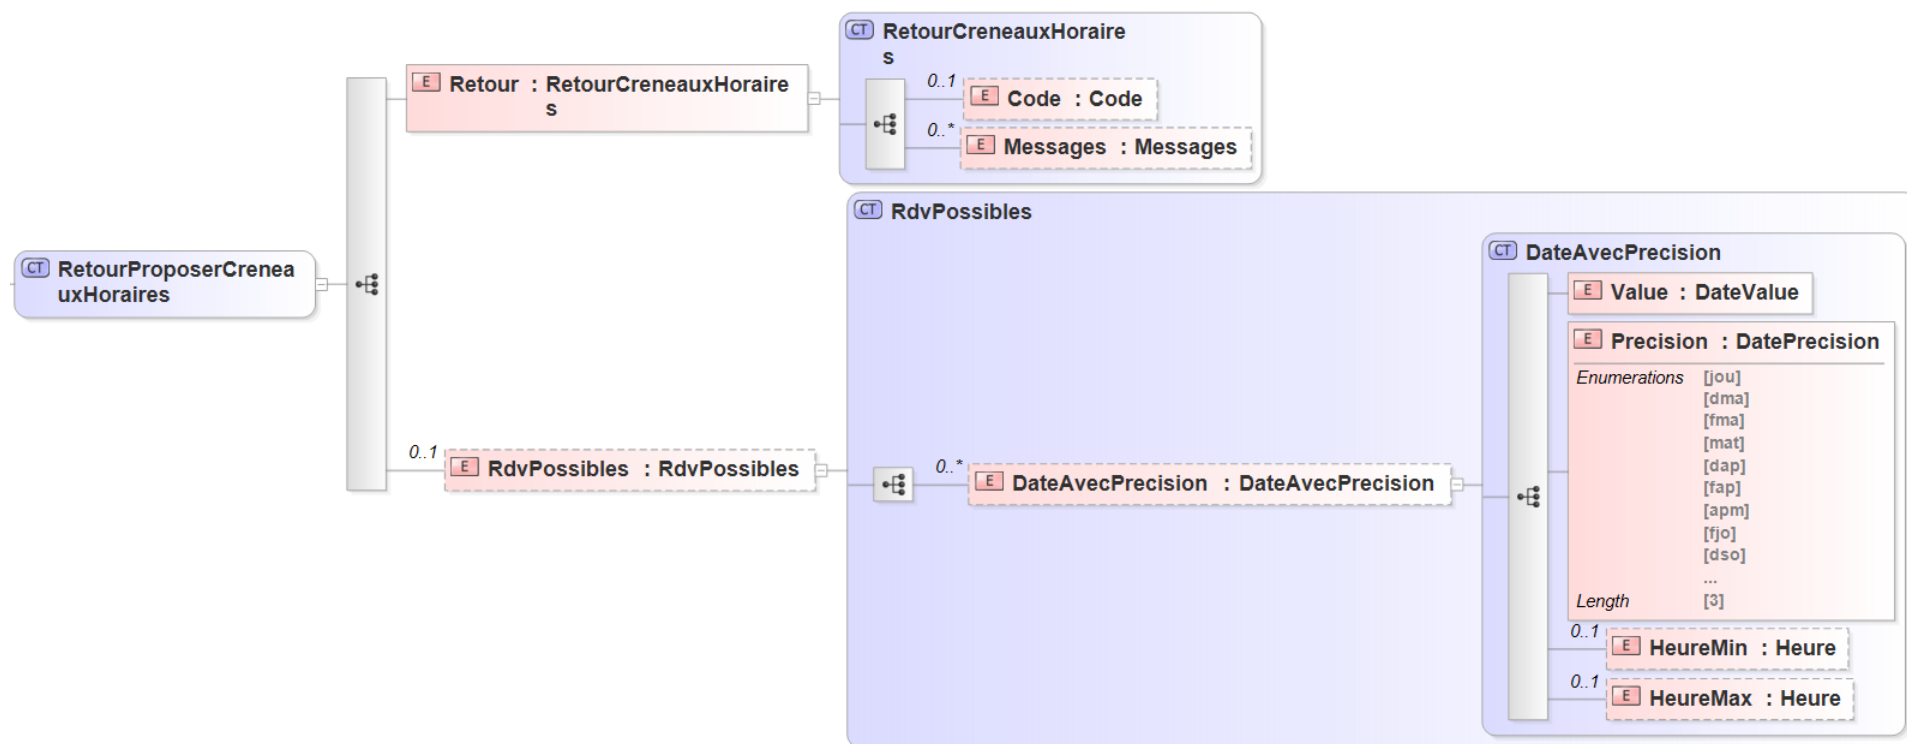 CT RetourProposerCrenea
uxHoraires
E Retour : RetourCreneauxHoraire
s
CT RetourCreneauxHoraire
s
0..1
E Code : Code
0..*
E Messages : Messages
0..1
E RdvPossibles : RdvPossibles
CT RdvPossibles
0..*
E DateAvecPrecision : DateAvecPrecision
CT DateAvecPrecision
E Value : DateValue
E Precision : DatePrecision
Enumerations [jou]
[dma]
[fma]
[mat]
[dap]
[fap]
[apm]
[fjo]
[dso]
...
Length [3]
0..1
E HeureMin : Heure
0..1
E HeureMax : Heure